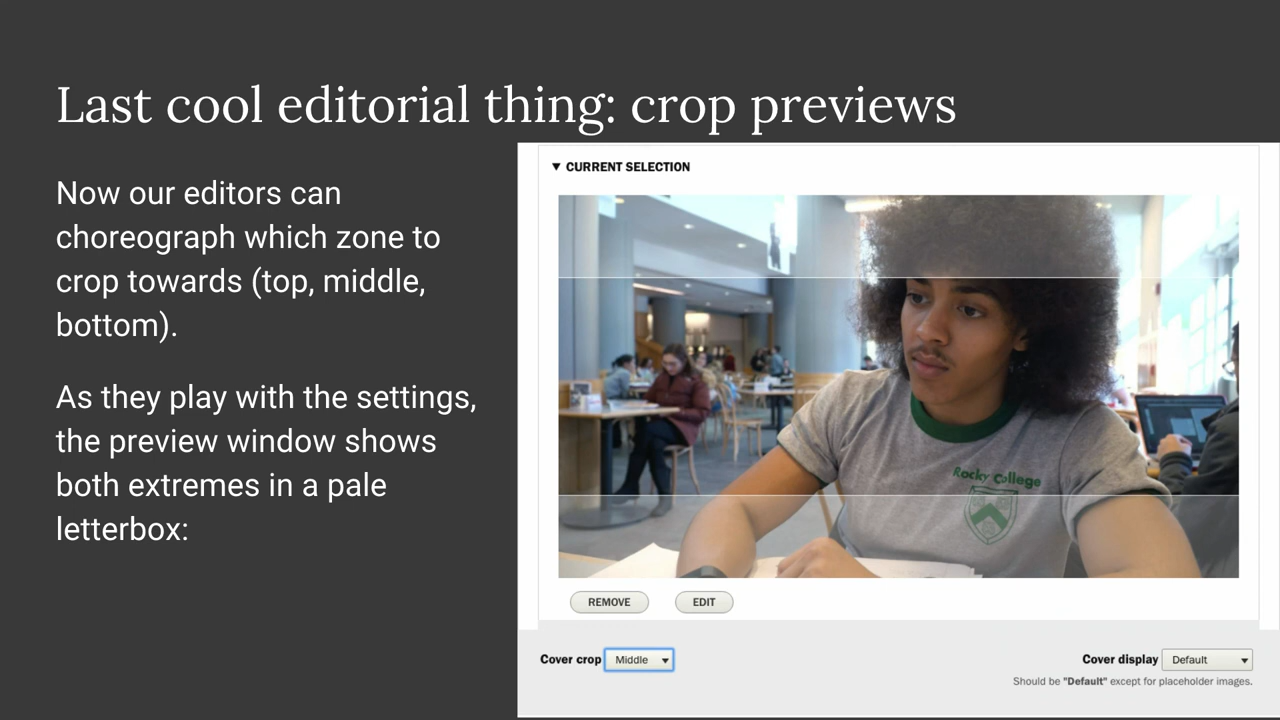 Last cool editorial thing: crop previews
Now our editors can
choreograph which zone to
crop towards (top, middle,
bottom).
As they play with the settings,
the preview window shows
both extremes in a pale
letterbox:
▼ CURRENT SELECTION
Rocky College
REMOVE EDIT
Cover crop Middle
Cover display Default
Should be "Default" except for placeholder images.